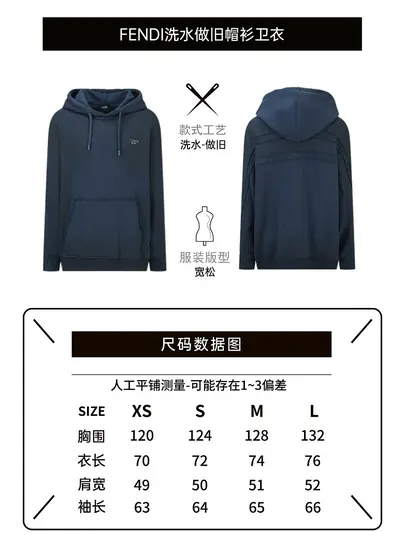 FENDI洗水做旧帽衫卫衣
款式工艺
洗水-做旧
服装版型
宽松
尺码数据图
人工平铺测量-可能存在1~3偏差
SIZE XS S M L
胸围 120 124 128 132
衣长 70 72 74 76
肩宽 49 50 51 52
袖长 63 64 65 66